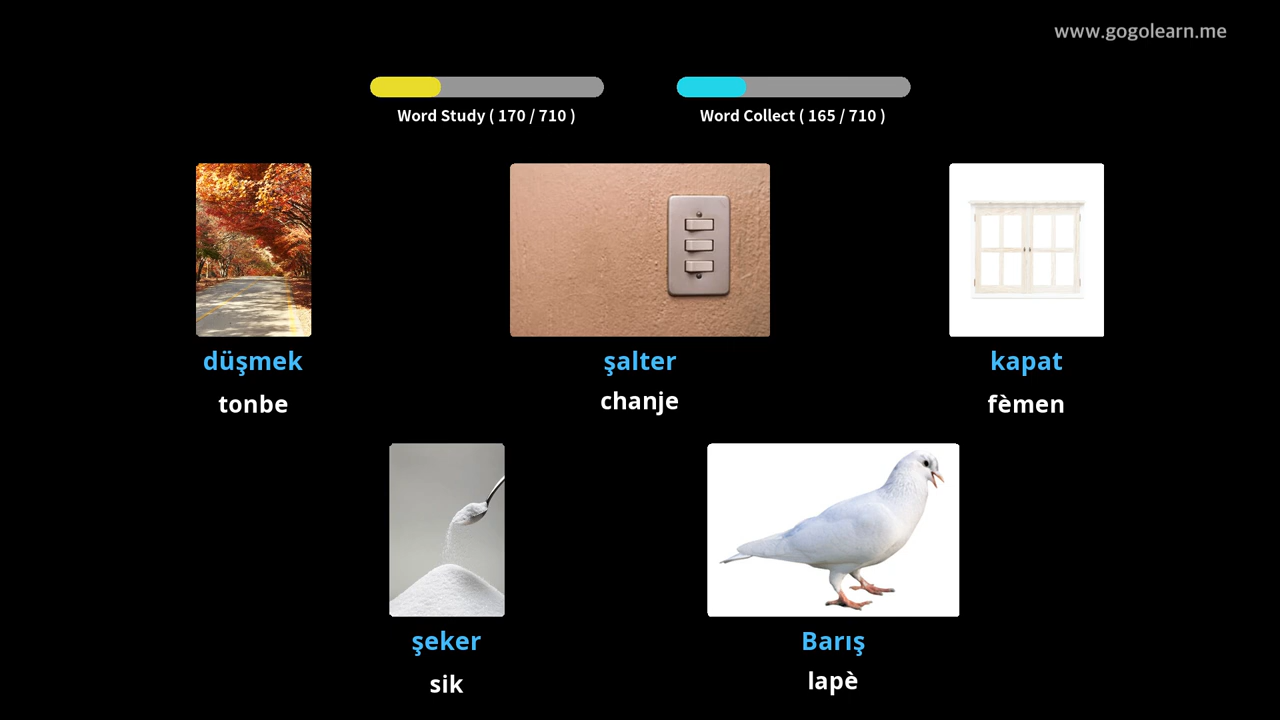 www.gogolearn.me
Word Study ( 170 / 710 )
Word Collect ( 165 / 710 )
düşmek
şalter
kapat
tonbe
chanje
fèmen
şeker
Barış
sik
lapè